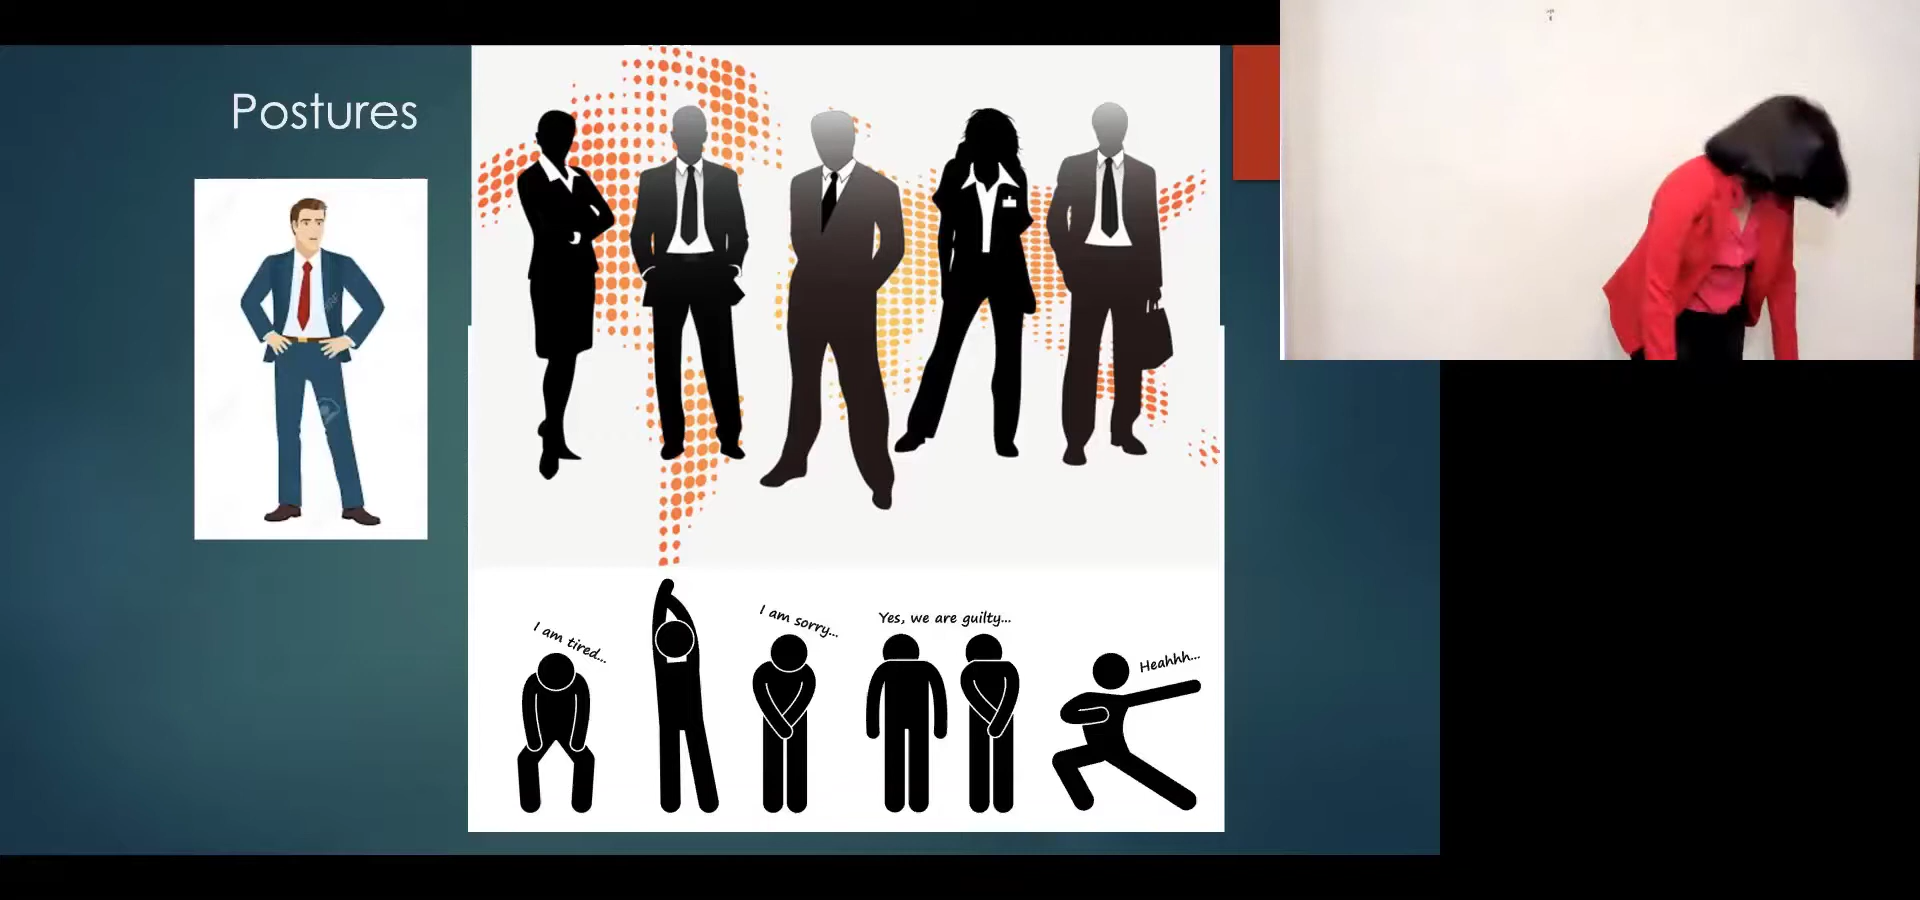 Postures
I am tired...
I am sorry...
Yes, we are guilty...
Heahhh...